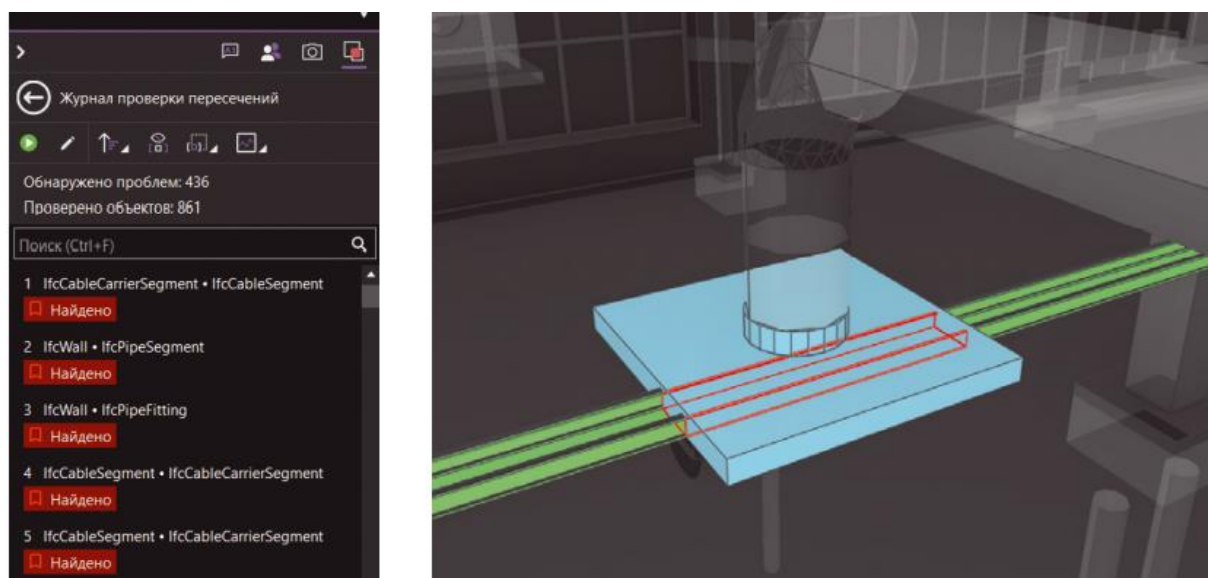 Журнал проверки пересечений
Обнаружено проблем: 436
Проверено объектов: 861
Поиск (Ctrl+F)
1 IfcCableCarrierSegment • IfcCableSegment
Найдено
2 IfcWall • IfcPipeSegment
Найдено
3 IfcWall • IfcPipeFitting
Найдено
4 IfcCableSegment • IfcCableCarrierSegment
Найдено
5 IfcCableSegment • IfcCableCarrierSegment
Найдено